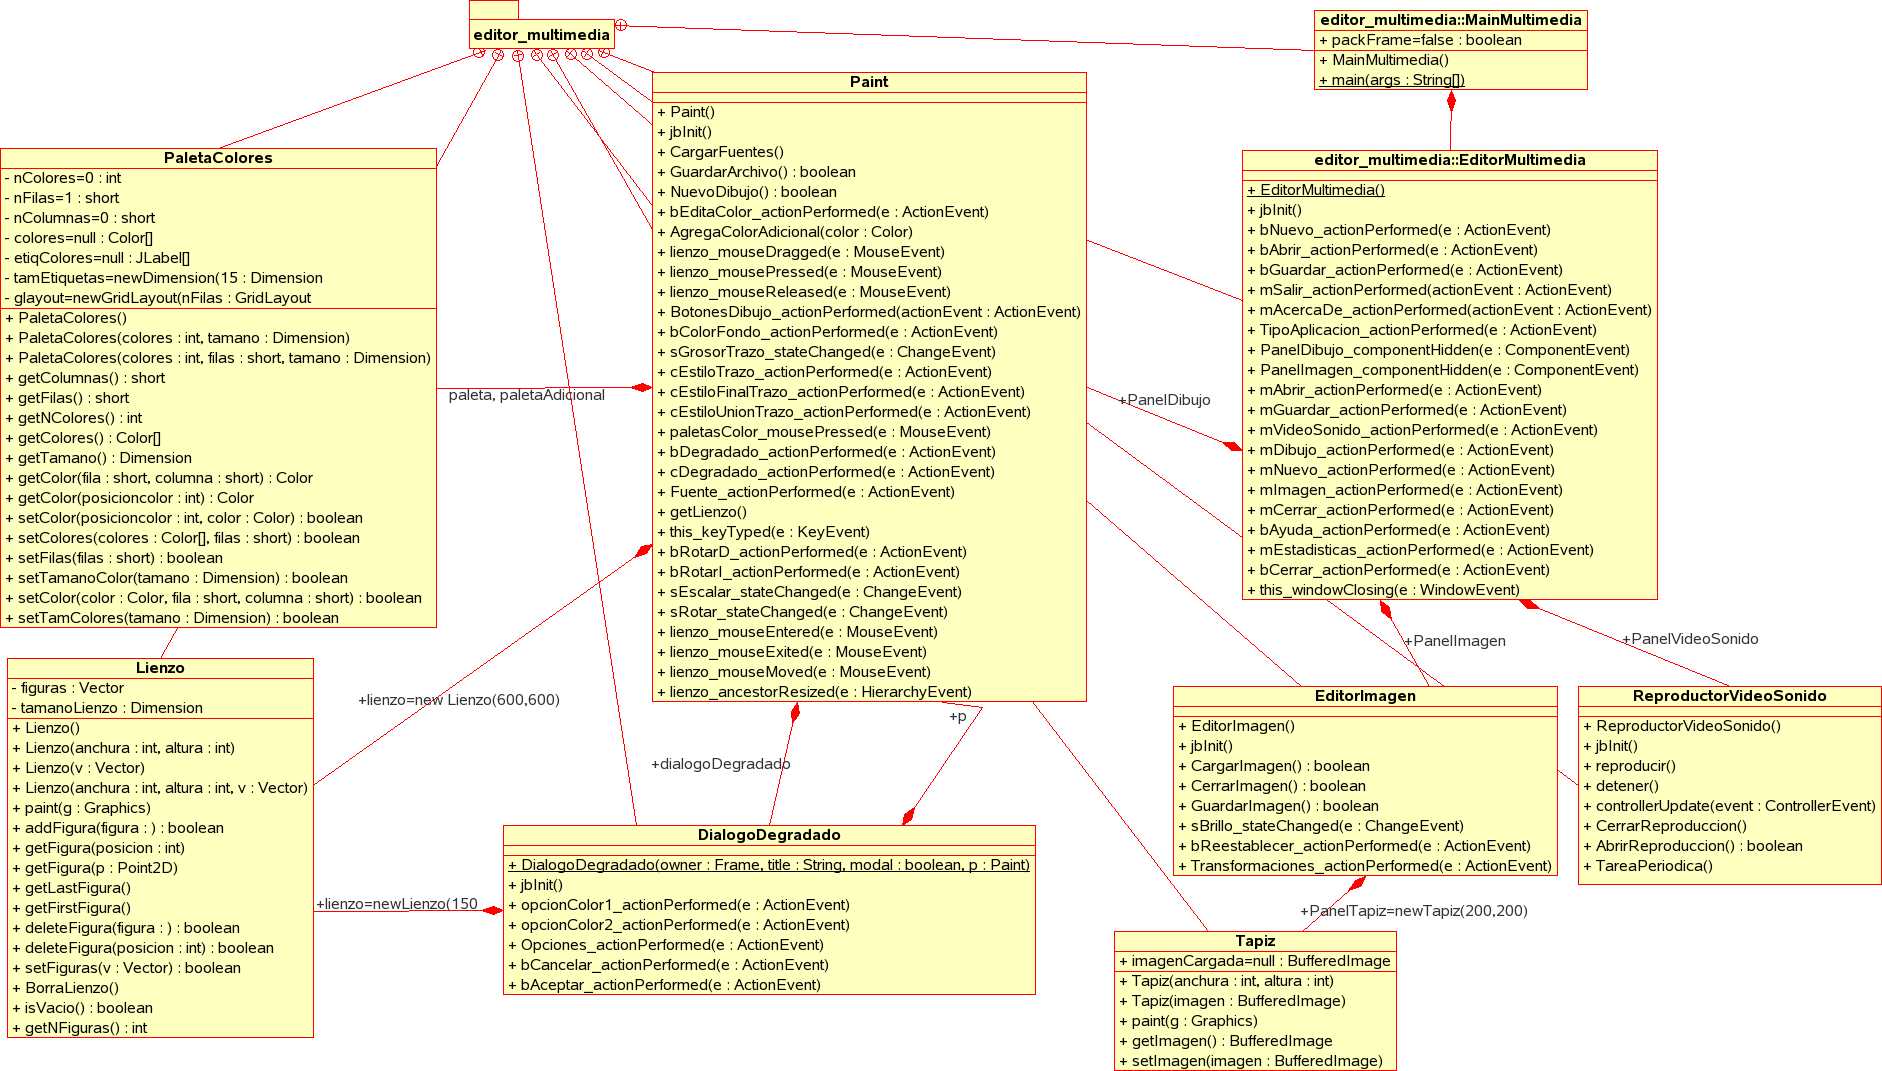 editor_multimedia
editor_multimedia::MainMultimedia
+ packFrame=false : boolean
+ MainMultimedia()
+ main(args : String[])
Paint
+ Paint()
+ jbInit()
+ CargarFuentes()
+ GuardarArchivo() : boolean
+ NuevoDibujo() : boolean
+ bEditaColor_actionPerformed(e : ActionEvent)
+ AgregaColorAdicional(color : Color)
+ lienzo_mouseDragged(e : MouseEvent)
+ lienzo_mousePressed(e : MouseEvent)
+ lienzo_mouseReleased(e : MouseEvent)
+ BotonesDibujo_actionPerformed(actionEvent : ActionEvent)
+ bColorFondo_actionPerformed(e : ActionEvent)
+ sGrosorTrazo_stateChanged(e : ChangeEvent)
+ cEstiloTrazo_actionPerformed(e : ActionEvent)
+ cEstiloFinalTrazo_actionPerformed(e : ActionEvent)
+ cEstiloUnionTrazo_actionPerformed(e : ActionEvent)
+ paletasColor_mousePressed(e : MouseEvent)
+ bDegradado_actionPerformed(e : ActionEvent)
+ cDegradado_actionPerformed(e : ActionEvent)
+ Fuente_actionPerformed(e : ActionEvent)
+ getLienzo()
+ this_keyTyped(e : KeyEvent)
+ bRotarD_actionPerformed(e : ActionEvent)
+ bRotarI_actionPerformed(e : ActionEvent)
+ sEscalar_stateChanged(e : ChangeEvent)
+ sRotar_stateChanged(e : ChangeEvent)
+ lienzo_mouseEntered(e : MouseEvent)
+ lienzo_mouseExited(e : MouseEvent)
+ lienzo_mouseMoved(e : MouseEvent)
+ lienzo_ancestorResized(e : HierarchyEvent)
PaletaColores
- nColores=0 : int
- nFilas=1 : short
- nColumnas=0 : short
- colores=null : Color[]
- etiqColores=null : JLabel[]
- tamEtiquetas=newDimension(15 : Dimension
- glayout=newGridLayout(nFilas : GridLayout
+ PaletaColores()
+ PaletaColores(colores : int, tamano : Dimension)
+ PaletaColores(colores : int, filas : short, tamano : Dimension)
+ getColumnas() : short
+ getFilas() : short
+ getNColores() : int
+ getColores() : Color[]
+ getTamano() : Dimension
+ getColor(fila : short, columna : short) : Color
+ getColor(posicioncolor : int) : Color
+ setColor(posicioncolor : int, color : Color) : boolean
+ setColores(colores : Color[], filas : short) : boolean
+ setFilas(filas : short) : boolean
+ setTamanoColor(tamano : Dimension) : boolean
+ setColor(color : Color, fila : short, columna : short) : boolean
+ setTamColores(tamano : Dimension) : boolean
editor_multimedia::EditorMultimedia
+ EditorMultimedia()
+ jbInit()
+ bNuevo_actionPerformed(e : ActionEvent)
+ bAbrir_actionPerformed(e : ActionEvent)
+ bGuardar_actionPerformed(e : ActionEvent)
+ mSalir_actionPerformed(actionEvent : ActionEvent)
+ mAcercaDe_actionPerformed(actionEvent : ActionEvent)
+ TipoAplicacion_actionPerformed(e : ActionEvent)
+ PanelDibujo_componentHidden(e : ComponentEvent)
+ PanelImagen_componentHidden(e : ComponentEvent)
+ mAbrir_actionPerformed(e : ActionEvent)
+ mGuardar_actionPerformed(e : ActionEvent)
+ mVideoSonido_actionPerformed(e : ActionEvent)
+ mDibujo_actionPerformed(e : ActionEvent)
+ mNuevo_actionPerformed(e : ActionEvent)
+ mImagen_actionPerformed(e : ActionEvent)
+ mCerrar_actionPerformed(e : ActionEvent)
+ bAyuda_actionPerformed(e : ActionEvent)
+ mEstadisticas_actionPerformed(e : ActionEvent)
+ bCerrar_actionPerformed(e : ActionEvent)
+ this_windowClosing(e : WindowEvent)
paleta, paletaAdicional
+PanelDibujo
+PanelImagen
+PanelVideoSonido
+lienzo=new Lienzo(600,600)
+p
+dialogoDegradado
Lienzo
- figuras : Vector
- tamanoLienzo : Dimension
+ Lienzo()
+ Lienzo(anchura : int, altura : int)
+ Lienzo(v : Vector)
+ Lienzo(anchura : int, altura : int, v : Vector)
+ paint(g : Graphics)
+ addFigura(figura : ) : boolean
+ getFigura(posicion : int)
+ getFigura(p : Point2D)
+ getLastFigura()
+ getFirstFigura()
+ deleteFigura(figura : ) : boolean
+ deleteFigura(posicion : int) : boolean
+ setFiguras(v : Vector) : boolean
+ BorraLienzo()
+ isVacio() : boolean
+ getNFiguras() : int
+lienzo=newLienzo(150
DialogoDegradado
+ DialogoDegradado(owner : Frame, title : String, modal : boolean, p : Paint)
+ jbInit()
+ opcionColor1_actionPerformed(e : ActionEvent)
+ opcionColor2_actionPerformed(e : ActionEvent)
+ Opciones_actionPerformed(e : ActionEvent)
+ bCancelar_actionPerformed(e : ActionEvent)
+ bAceptar_actionPerformed(e : ActionEvent)
EditorImagen
+ EditorImagen()
+ jbInit()
+ CargarImagen() : boolean
+ CerrarImagen() : boolean
+ GuardarImagen() : boolean
+ sBrillo_stateChanged(e : ChangeEvent)
+ bReestablecer_actionPerformed(e : ActionEvent)
+ Transformaciones_actionPerformed(e : ActionEvent)
ReproductorVideoSonido
+ ReproductorVideoSonido()
+ jbInit()
+ reproducir()
+ detener()
+ controllerUpdate(event : ControllerEvent)
+ CerrarReproduccion()
+ AbrirReproduccion() : boolean
+ TareaPeriodica()
+PanelTapiz=newTapiz(200,200)
Tapiz
+ imagenCargada=null : BufferedImage
+ Tapiz(anchura : int, altura : int)
+ Tapiz(imagen : BufferedImage)
+ paint(g : Graphics)
+ getImagen() : BufferedImage
+ setImagen(imagen : BufferedImage)